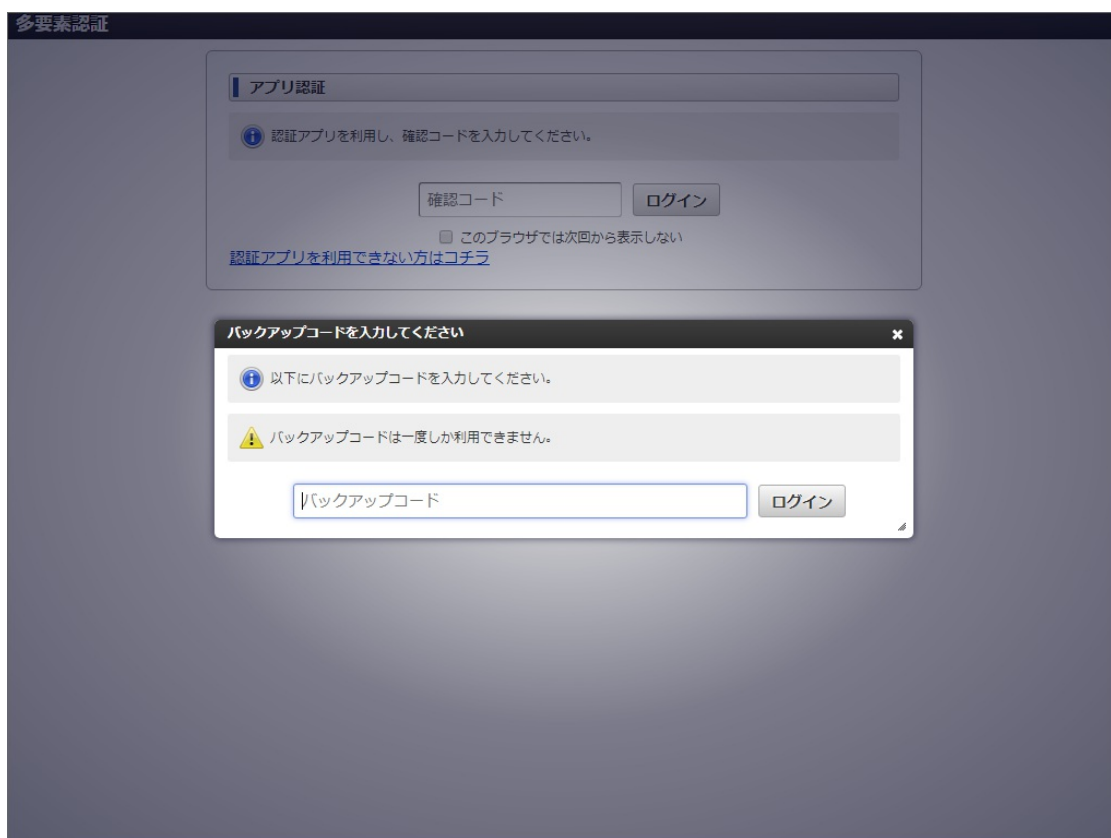 多要素認証
アプリ認証
認証アプリを利用し、確認コードを入力してください。
確認コード ログイン
このブラウザでは次回から表示しない
認証アプリを利用できない方はコチラ
バックアップコードを入力してください
以下にバックアップコードを入力してください。
バックアップコードは一度しか利用できません。
バックアップコード ログイン